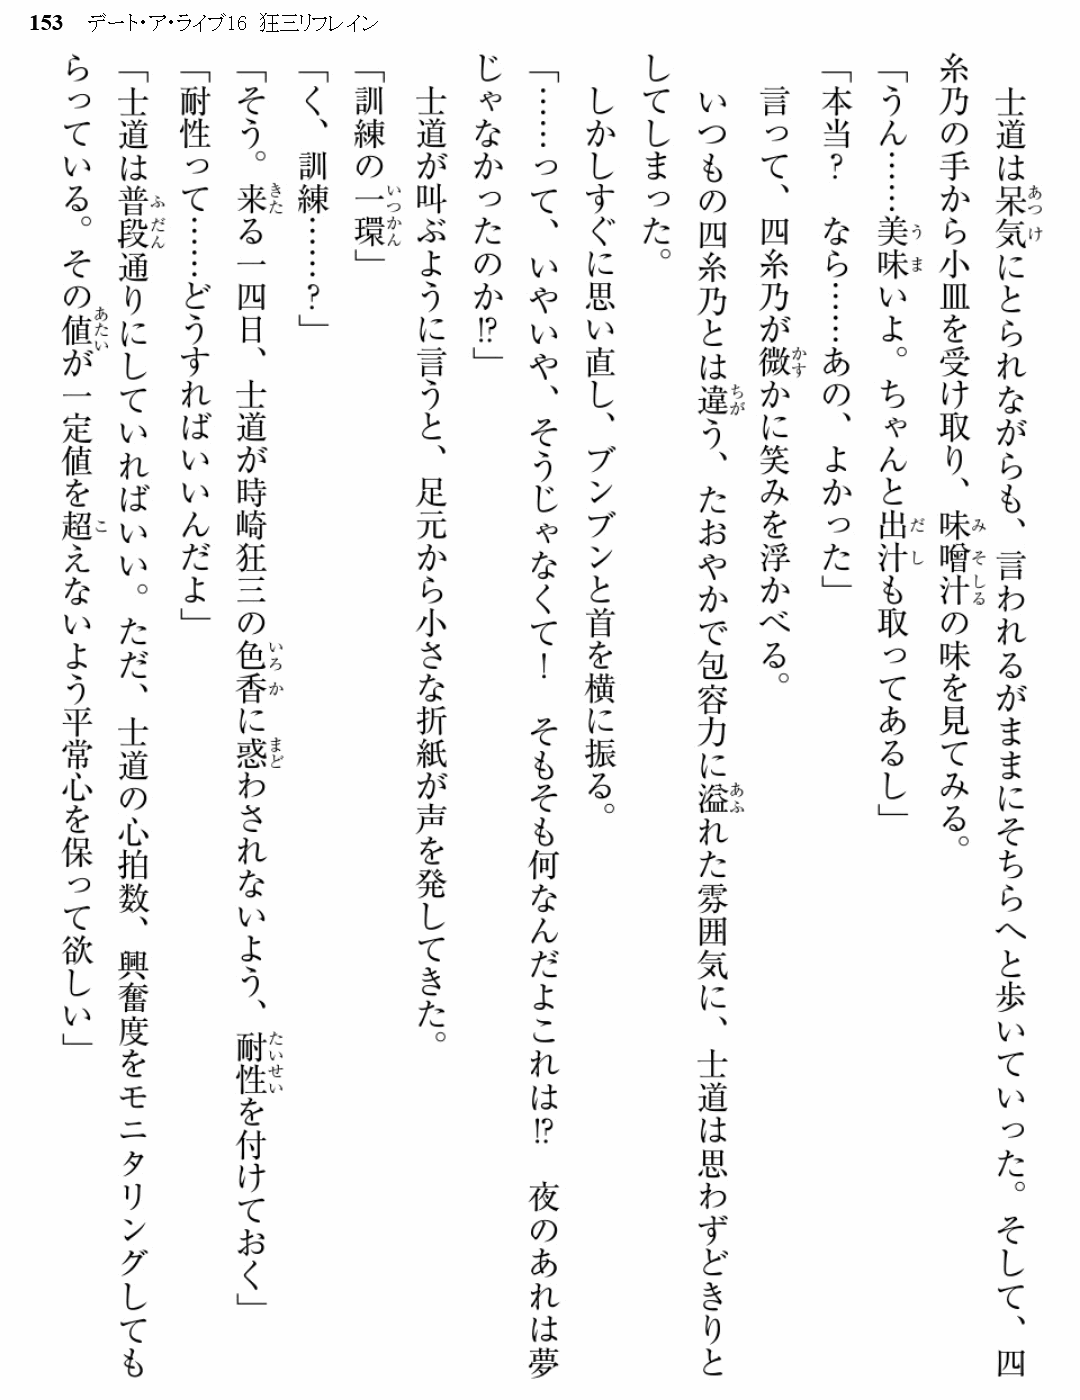 153 デート・ア・ライブ16 狂三リフレイン
士道は呆気にとられながらも、言われるがままにそちらへと歩いていった。そして、四
糸乃の手から小皿を受け取り、味噌汁の味を見てみる。
「うん……美味いよ。ちゃんと出汁も取ってあるし」
「本当？　なら……あの、よかった」
言って、四糸乃が微かに笑みを浮かべる。
いつもの四糸乃とは違う、たおやかで包容力に溢れた雰囲気に、士道は思わずどきりと
してしまった。
しかしすぐに思い直し、ブンブンと首を横に振る。
「……って、いやいや、そうじゃなくて！　そもそも何なんだよこれは⁉　夜のあれは夢
じゃなかったのか⁉」
士道が叫ぶように言うと、足元から小さな折紙が声を発してきた。
「訓練の一環」
「く、訓練……？」
「そう。来る一四日、士道が時崎狂三の色香に惑わされないよう、耐性を付けておく」
「耐性って……どうすればいいんだよ」
「士道は普段通りにしていればいい。ただ、士道の心拍数、興奮度をモニタリングしても
らっている。その値が一定値を超えないよう平常心を保って欲しい」